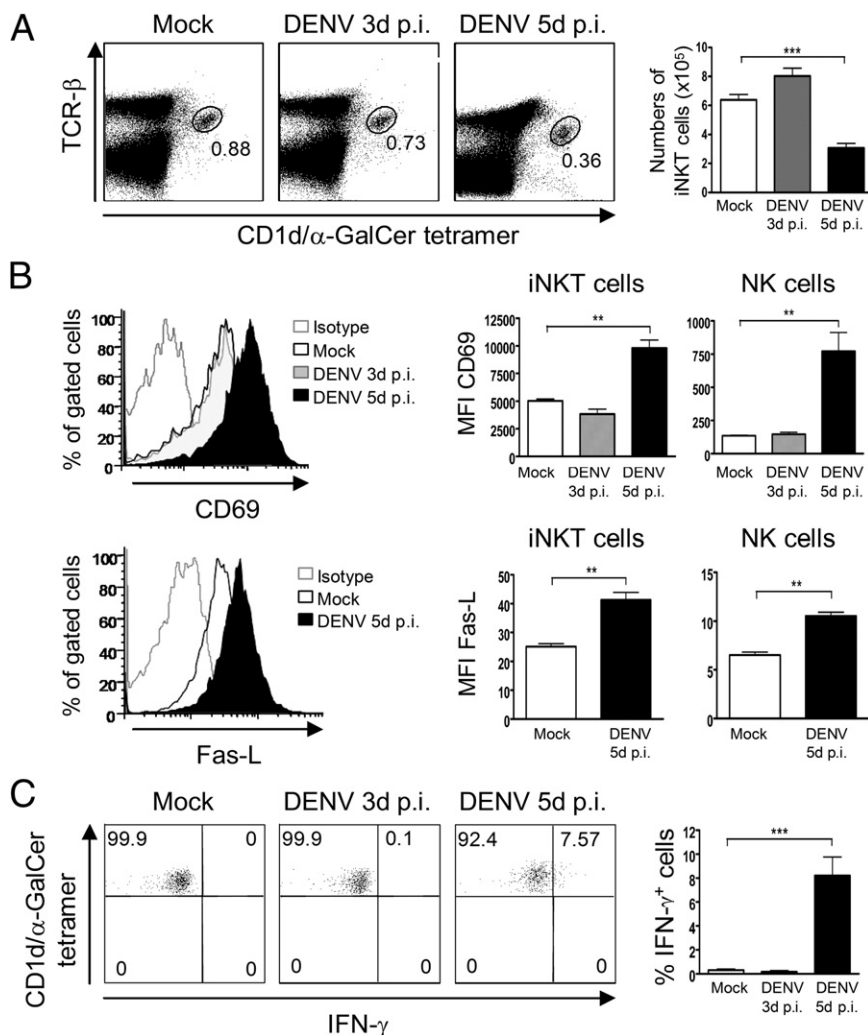 A
Mock
DENV 3d p.i.
DENV 5d p.i.
TCR-β
0.88
0.73
0.36
CD1d/α-GalCer tetramer
Numbers of
iNKT cells (x10⁵)
10
8
6
4
2
0
***
Mock
DENV
3d p.i.
DENV
5d p.i.
B
% of gated cells
100
80
60
40
20
0
Isotype
Mock
DENV 3d p.i.
DENV 5d p.i.
CD69
iNKT cells
MFI CD69
12500
10000
7500
5000
2500
0
**
Mock
DENV
3d p.i.
DENV
5d p.i.
NK cells
1000
750
500
250
0
**
Mock
DENV
3d p.i.
DENV
5d p.i.
% of gated cells
100
80
60
40
20
0
Isotype
Mock
DENV 5d p.i.
Fas-L
iNKT cells
MFI Fas-L
50
40
30
20
10
0
**
Mock
DENV
5d p.i.
NK cells
15
10
5
0
**
Mock
DENV
5d p.i.
C
Mock
DENV 3d p.i.
DENV 5d p.i.
CD1d/α-GalCer
tetramer
99.9
0
0
0
99.9
0.1
0
0
92.4
7.57
0
0
IFN-γ
% IFN-γ⁺ cells
12
10
8
6
4
2
0
***
Mock
DENV
3d p.i.
DENV
5d p.i.